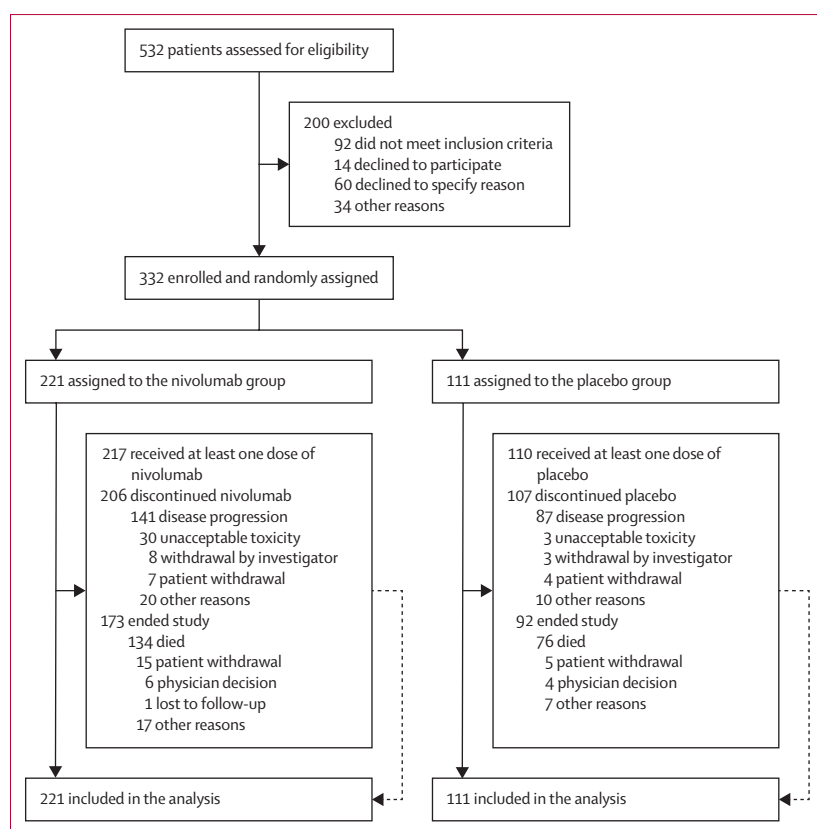 532 patients assessed for eligibility
200 excluded
92 did not meet inclusion criteria
14 declined to participate
60 declined to specify reason
34 other reasons
332 enrolled and randomly assigned
221 assigned to the nivolumab group
111 assigned to the placebo group
217 received at least one dose of
nivolumab
206 discontinued nivolumab
141 disease progression
30 unacceptable toxicity
8 withdrawal by investigator
7 patient withdrawal
20 other reasons
173 ended study
134 died
15 patient withdrawal
6 physician decision
1 lost to follow-up
17 other reasons
110 received at least one dose of
placebo
107 discontinued placebo
87 disease progression
3 unacceptable toxicity
3 withdrawal by investigator
4 patient withdrawal
10 other reasons
92 ended study
76 died
5 patient withdrawal
4 physician decision
7 other reasons
221 included in the analysis
111 included in the analysis